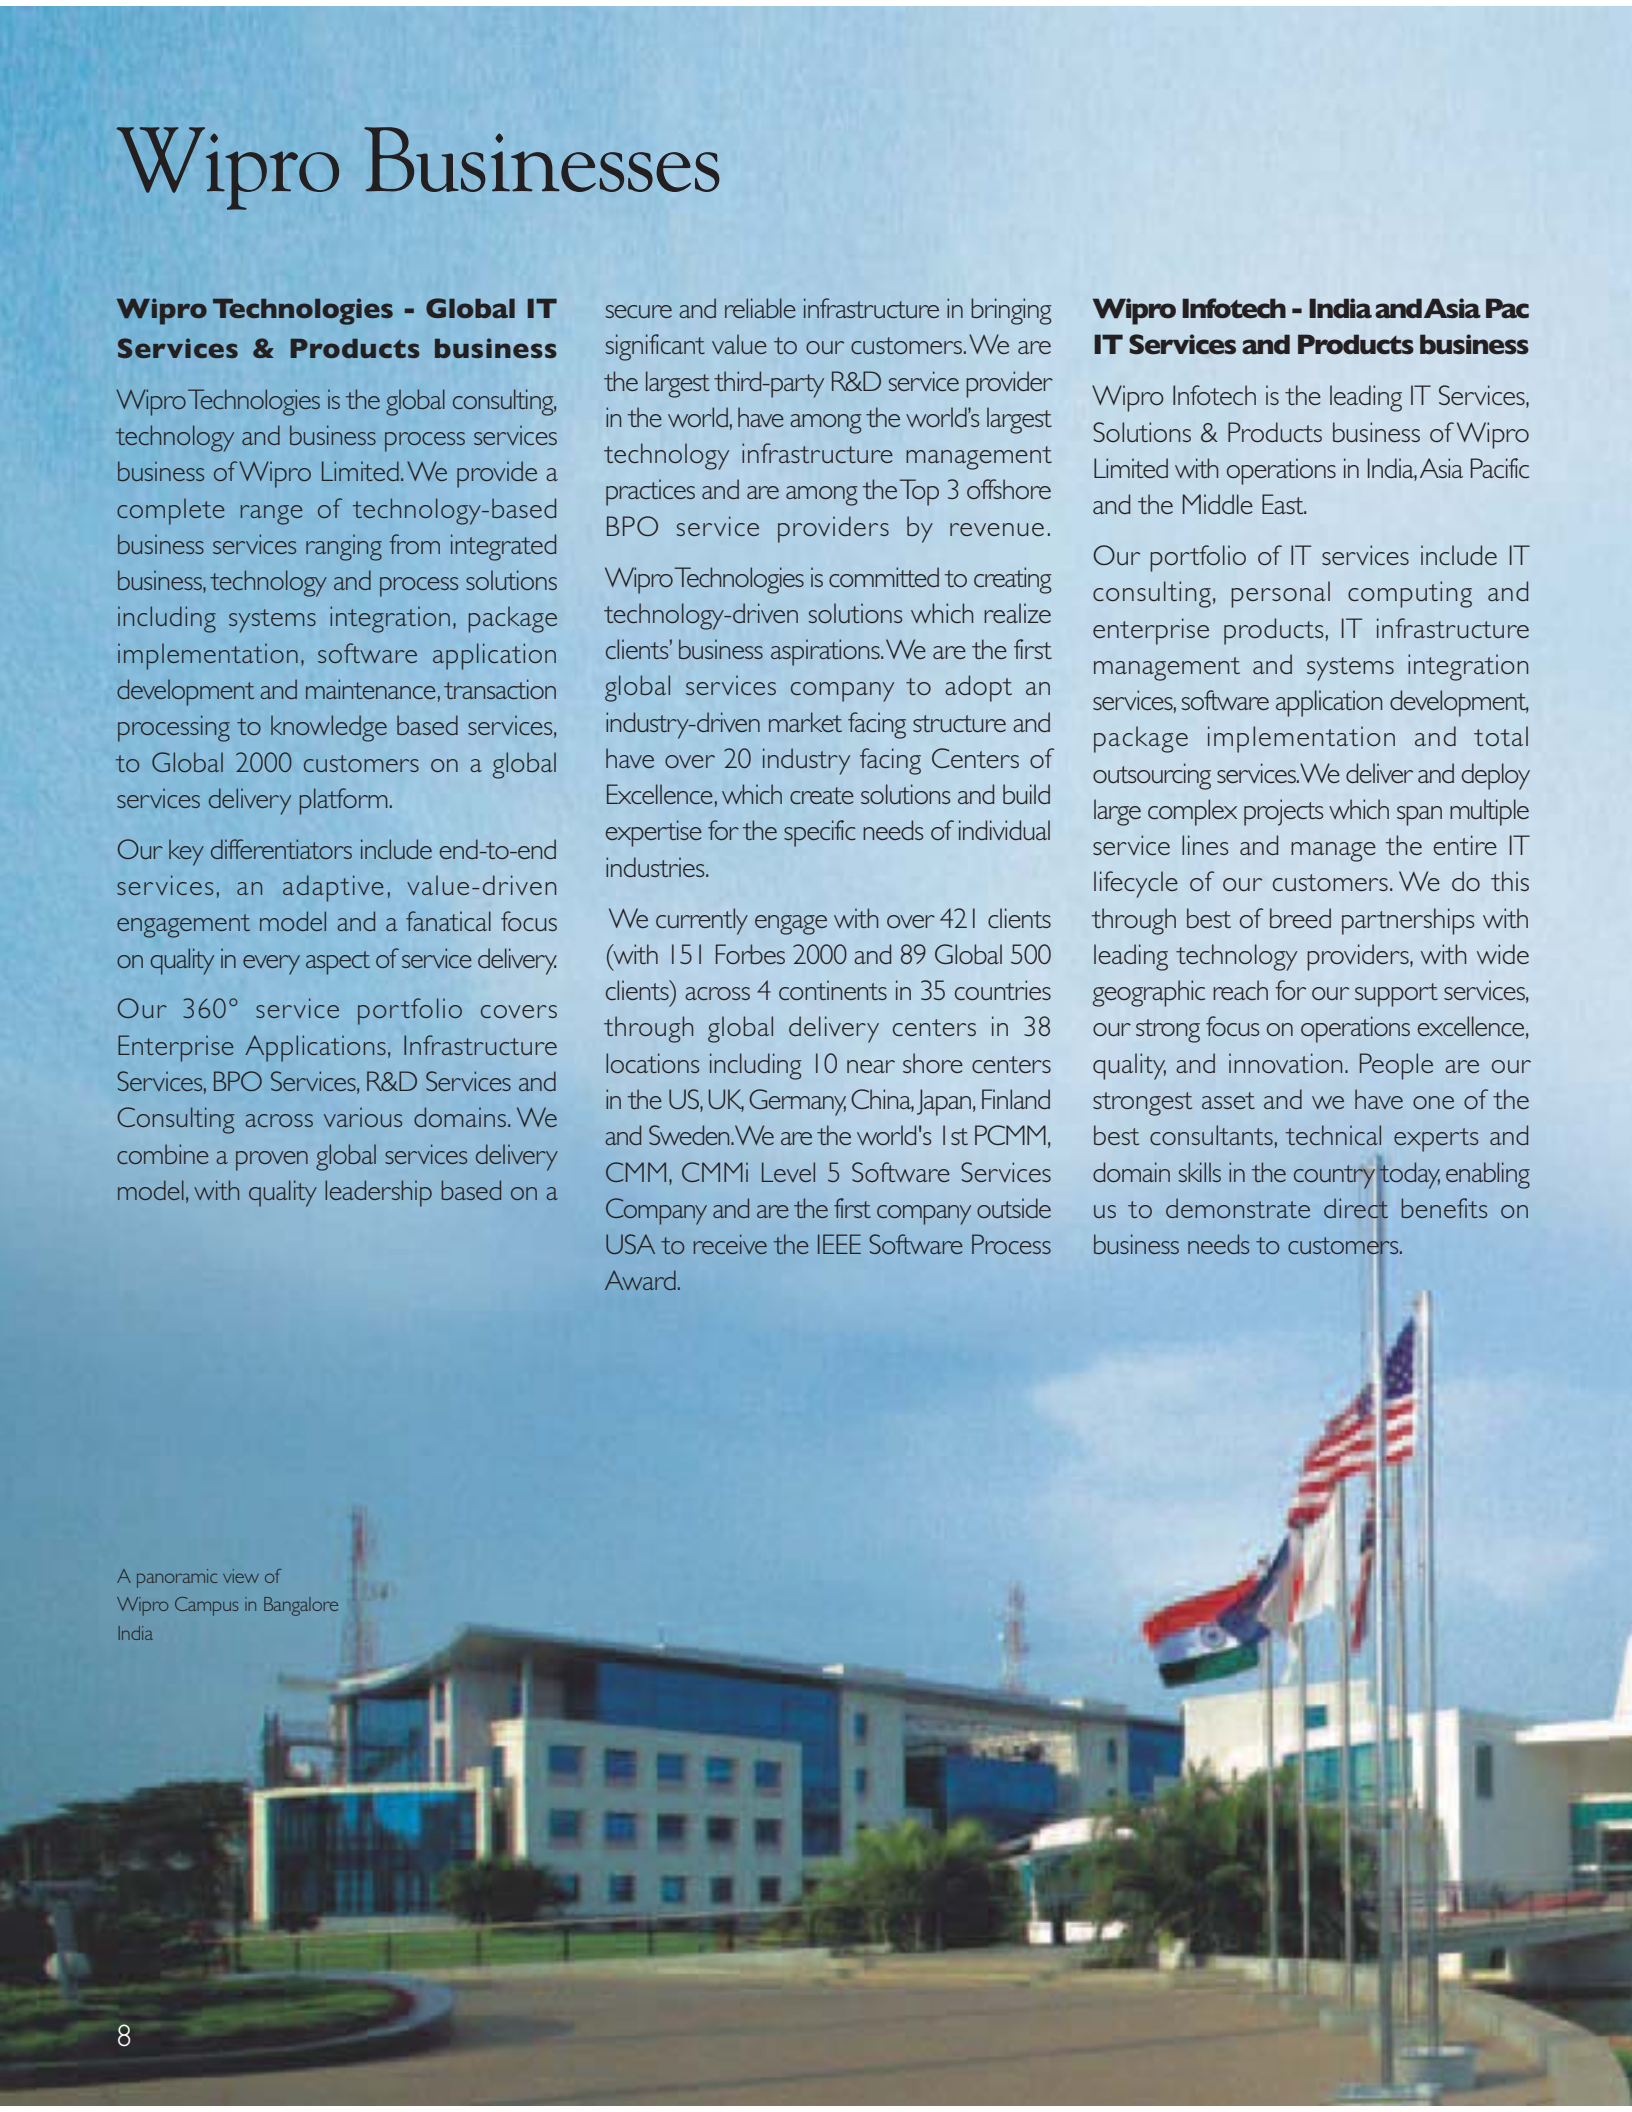 Wipro Businesses
Wipro Technologies - Global IT
Services & Products business
Wipro Technologies is the global consulting,
technology and business process services
business of Wipro Limited. We provide a
complete range of technology-based
business services ranging from integrated
business, technology and process solutions
including systems integration, package
implementation, software application
development and maintenance, transaction
processing to knowledge based services,
to Global 2000 customers on a global
services delivery platform.
Our key differentiators include end-to-end
services, an adaptive, value-driven
engagement model and a fanatical focus
on quality in every aspect of service delivery.
Our 360° service portfolio covers
Enterprise Applications, Infrastructure
Services, BPO Services, R&D Services and
Consulting across various domains. We
combine a proven global services delivery
model, with quality leadership based on a
secure and reliable infrastructure in bringing
significant value to our customers. We are
the largest third-party R&D service provider
in the world, have among the world's largest
technology infrastructure management
practices and are among the Top 3 offshore
BPO service providers by revenue.
Wipro Technologies is committed to creating
technology-driven solutions which realize
clients' business aspirations. We are the first
global services company to adopt an
industry-driven market facing structure and
have over 20 industry facing Centers of
Excellence, which create solutions and build
expertise for the specific needs of individual
industries.
We currently engage with over 421 clients
(with 151 Forbes 2000 and 89 Global 500
clients) across 4 continents in 35 countries
through global delivery centers in 38
locations including 10 near shore centers
in the US, UK, Germany, China, Japan, Finland
and Sweden. We are the world's 1st PCMM,
CMM, CMMi Level 5 Software Services
Company and are the first company outside
USA to receive the IEEE Software Process
Award.
Wipro Infotech - India and Asia Pac
IT Services and Products business
Wipro Infotech is the leading IT Services,
Solutions & Products business of Wipro
Limited with operations in India, Asia Pacific
and the Middle East.
Our portfolio of IT services include IT
consulting, personal computing and
enterprise products, IT infrastructure
management and systems integration
services, software application development,
package implementation and total
outsourcing services. We deliver and deploy
large complex projects which span multiple
service lines and manage the entire IT
lifecycle of our customers. We do this
through best of breed partnerships with
leading technology providers, with wide
geographic reach for our support services,
our strong focus on operations excellence,
quality, and innovation. People are our
strongest asset and we have one of the
best consultants, technical experts and
domain skills in the country today, enabling
us to demonstrate direct benefits on
business needs to customers.
A panoramic view of
Wipro Campus in Bangalore
India
8